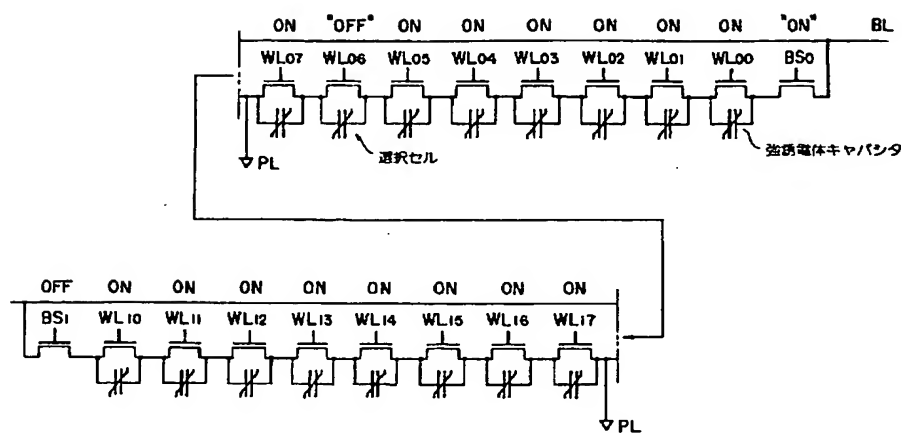 ON "OFF" ON ON ON ON ON ON "ON" BL
WL07 WL06 WL05 WL04 WL03 WL02 WL01 WL00 BS0
PL 選択セル 強誘電体キャパシタ
OFF ON ON ON ON ON ON ON ON
BS1 WL10 WL11 WL12 WL13 WL14 WL15 WL16 WL17
PL